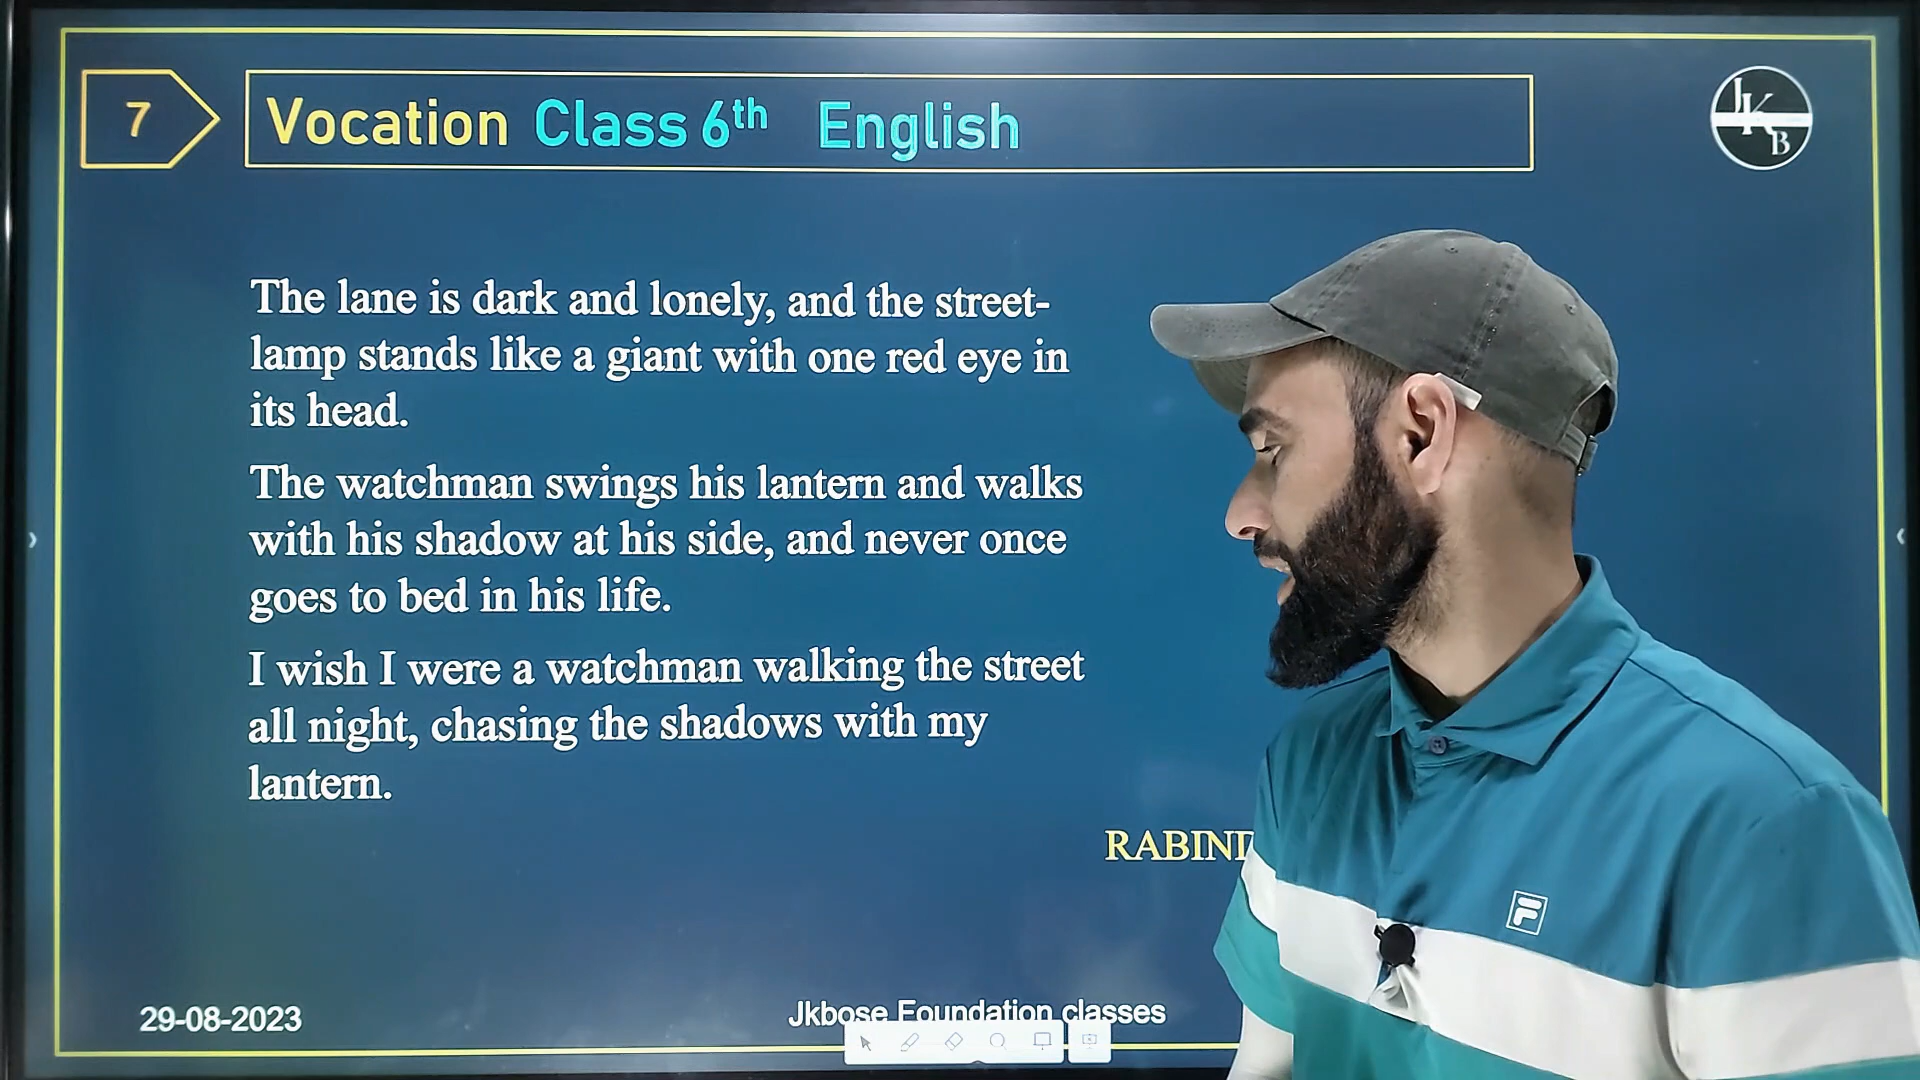 7
Vocation Class 6th English
JK
B
The lane is dark and lonely, and the street-
lamp stands like a giant with one red eye in
its head.
The watchman swings his lantern and walks
with his shadow at his side, and never once
goes to bed in his life.
I wish I were a watchman walking the street
all night, chasing the shadows with my
lantern.
29-08-2023
Jkbose Foundation classes
F